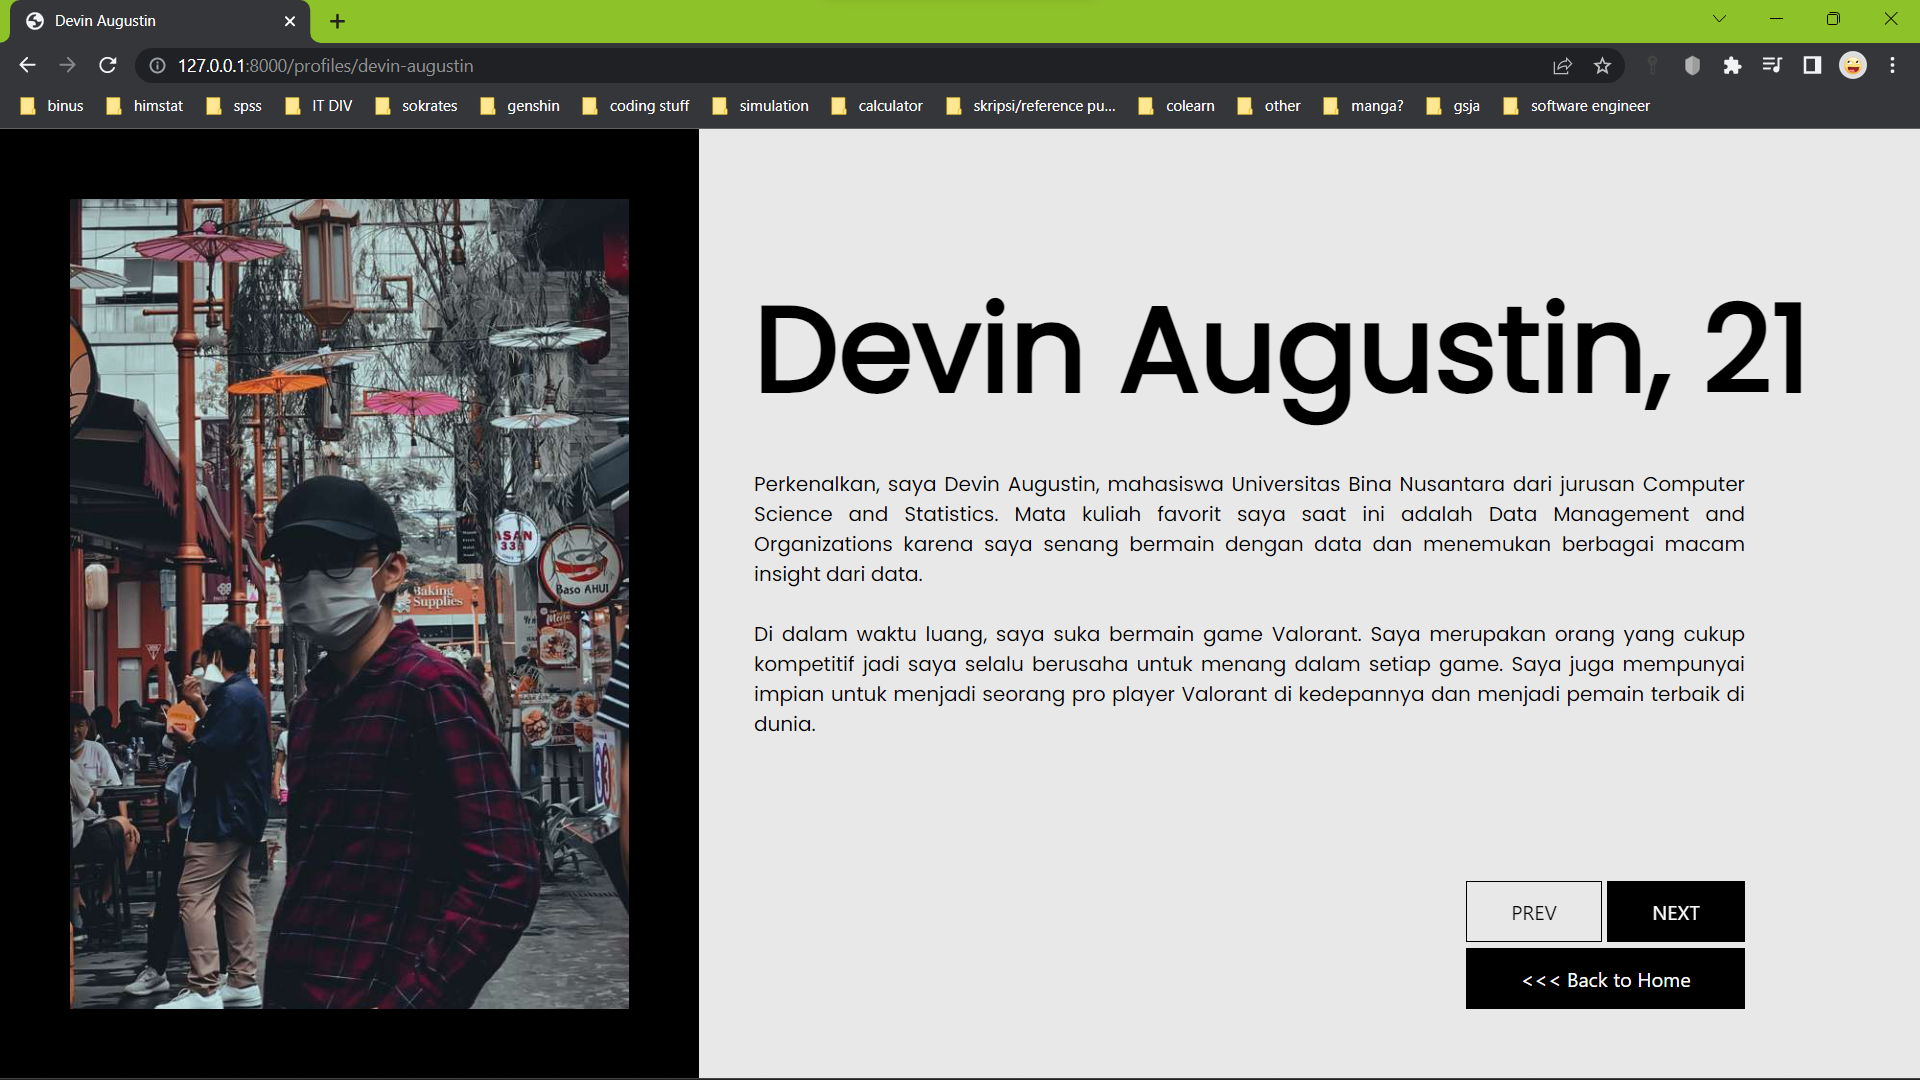 Devin Augustin
127.0.0.1:8000/profiles/devin-augustin
binus
himstat
spss
IT DIV
sokrates
genshin
coding stuff
simulation
calculator
skripsi/reference pu...
colearn
other
manga?
gsja
software engineer
ASAN
333
Baso AHUI
Baking
Supplies
Menu
Devin Augustin, 21
Perkenalkan, saya Devin Augustin, mahasiswa Universitas Bina Nusantara dari jurusan Computer
Science and Statistics. Mata kuliah favorit saya saat ini adalah Data Management and
Organizations karena saya senang bermain dengan data dan menemukan berbagai macam
insight dari data.
Di dalam waktu luang, saya suka bermain game Valorant. Saya merupakan orang yang cukup
kompetitif jadi saya selalu berusaha untuk menang dalam setiap game. Saya juga mempunyai
impian untuk menjadi seorang pro player Valorant di kedepannya dan menjadi pemain terbaik di
dunia.
PREV
NEXT
<<< Back to Home